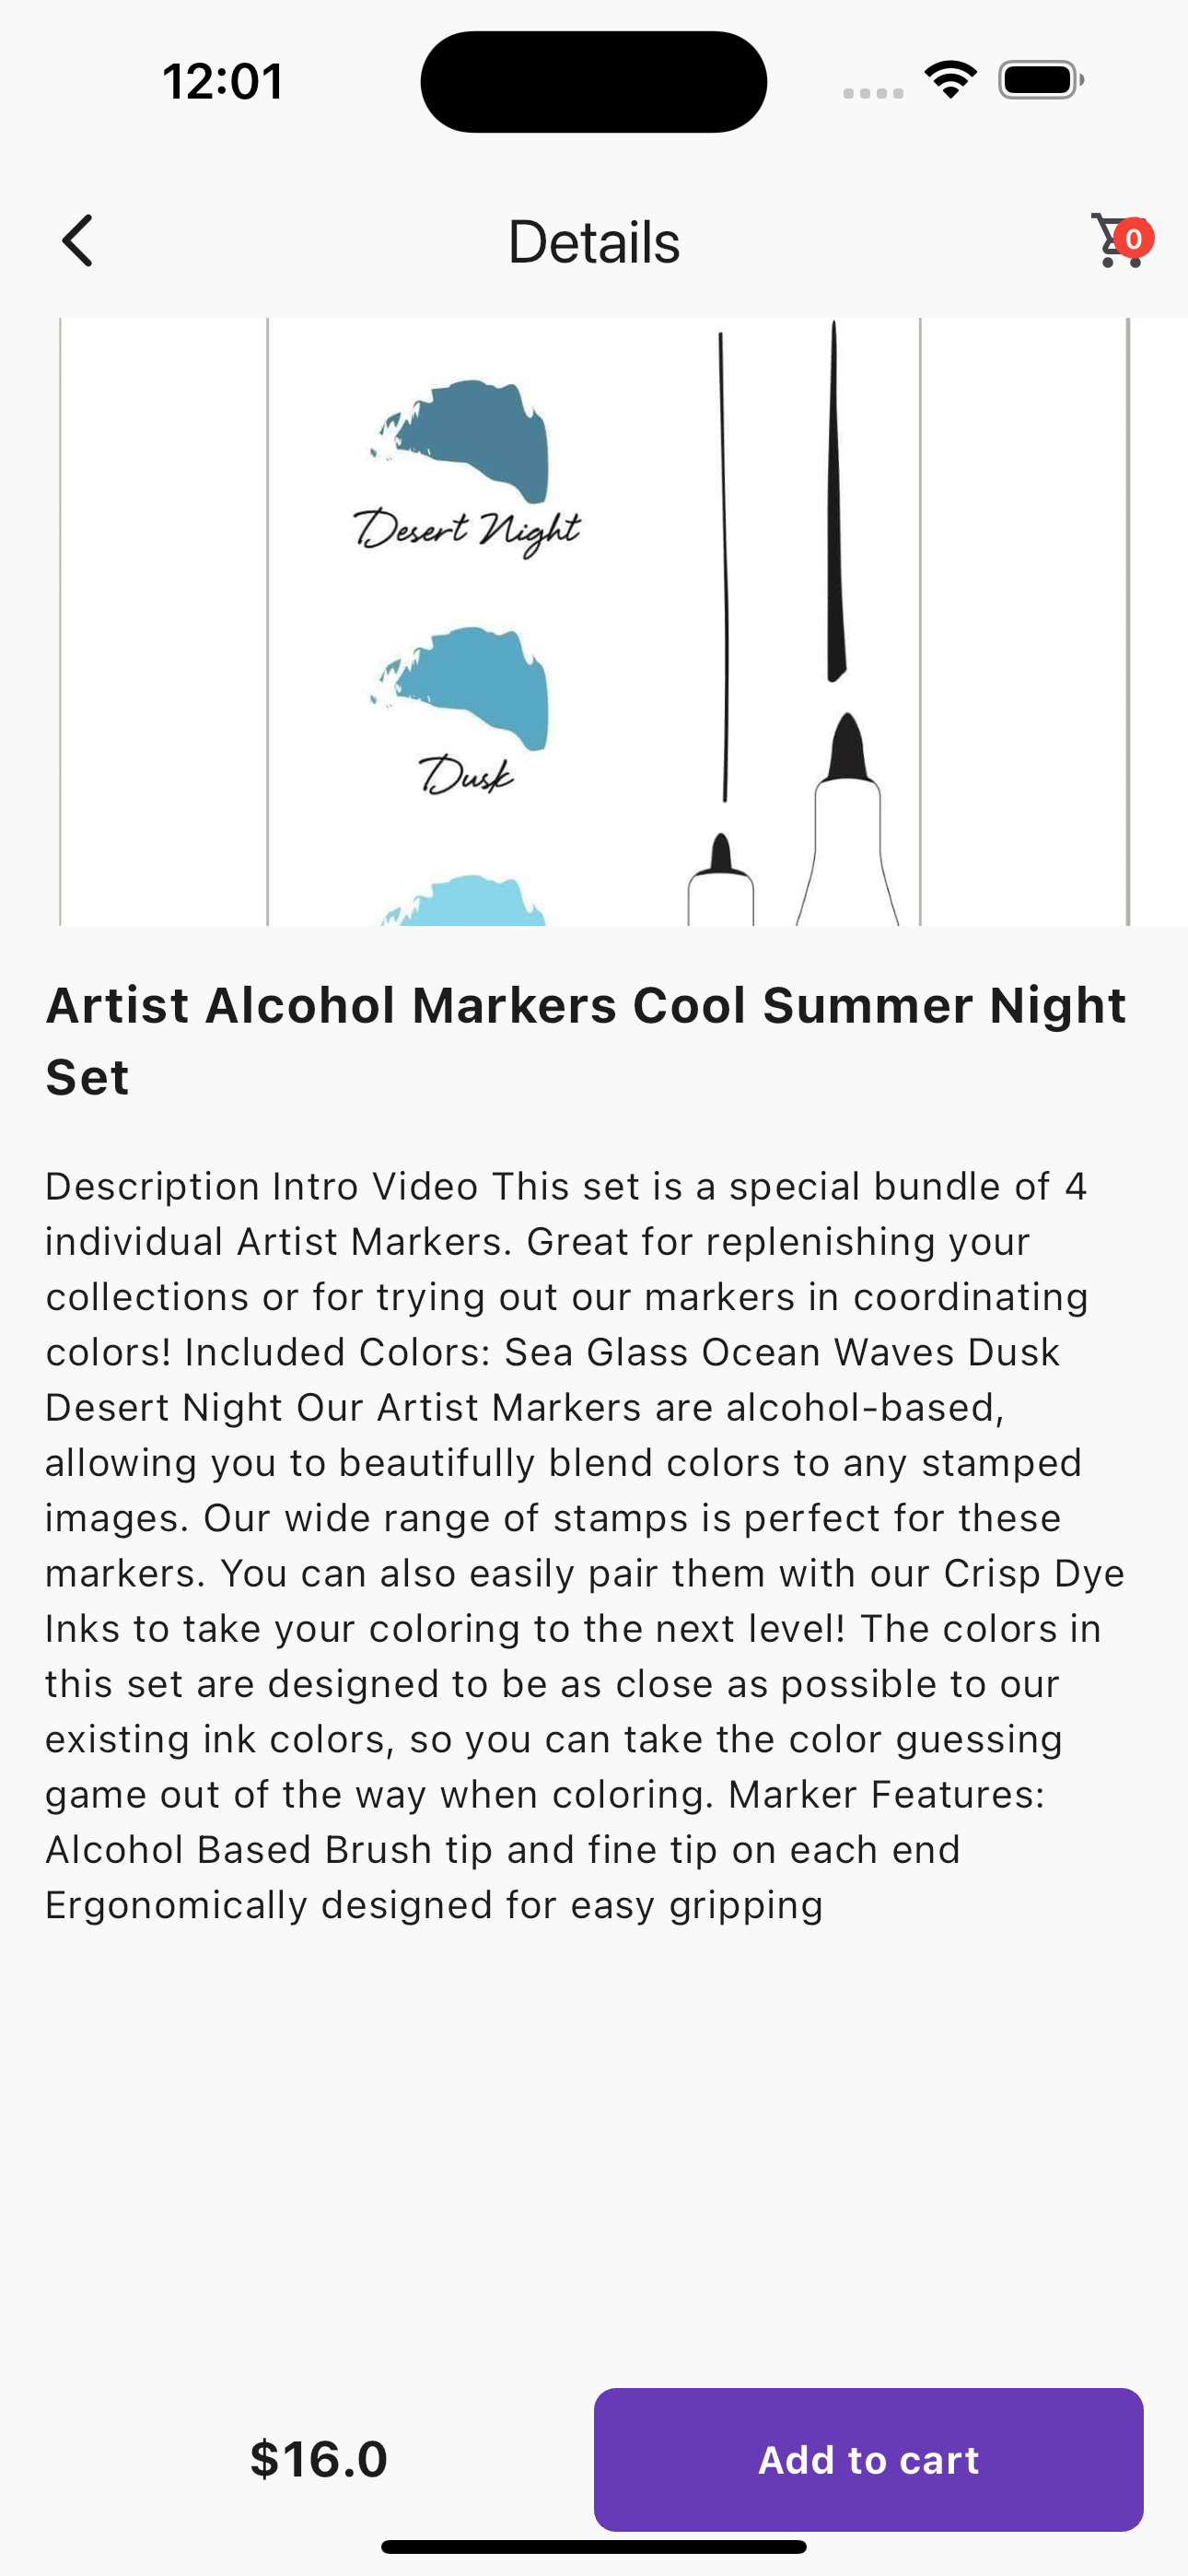 12:01
Details
0
Desert Night
Dusk
Artist Alcohol Markers Cool Summer Night
Set
Description Intro Video This set is a special bundle of 4
individual Artist Markers. Great for replenishing your
collections or for trying out our markers in coordinating
colors! Included Colors: Sea Glass Ocean Waves Dusk
Desert Night Our Artist Markers are alcohol-based,
allowing you to beautifully blend colors to any stamped
images. Our wide range of stamps is perfect for these
markers. You can also easily pair them with our Crisp Dye
Inks to take your coloring to the next level! The colors in
this set are designed to be as close as possible to our
existing ink colors, so you can take the color guessing
game out of the way when coloring. Marker Features:
Alcohol Based Brush tip and fine tip on each end
Ergonomically designed for easy gripping
$16.0
Add to cart